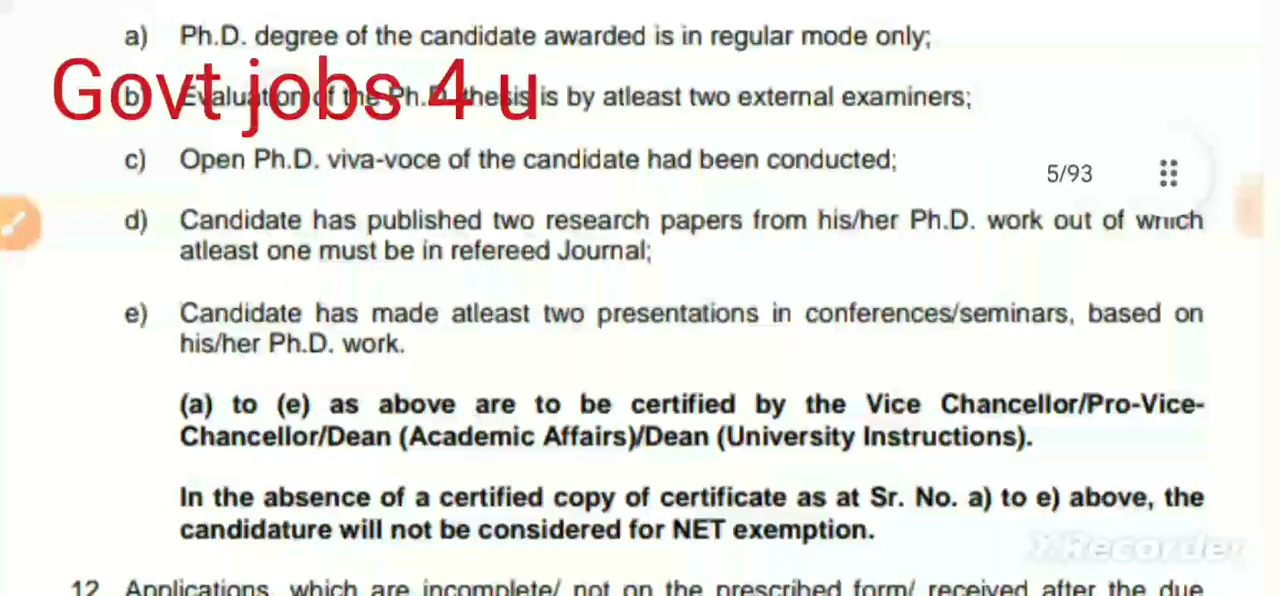 a) Ph.D. degree of the candidate awarded is in regular mode only;
Govt jobs 4 u
b) Evaluation of the Ph.D. thesis is by atleast two external examiners;
c) Open Ph.D. viva-voce of the candidate had been conducted;
5/93
d) Candidate has published two research papers from his/her Ph.D. work out of which
atleast one must be in refereed Journal;
e) Candidate has made atleast two presentations in conferences/seminars, based on
his/her Ph.D. work.
(a) to (e) as above are to be certified by the Vice Chancellor/Pro-Vice-
Chancellor/Dean (Academic Affairs)/Dean (University Instructions).
In the absence of a certified copy of certificate as at Sr. No. a) to e) above, the
candidature will not be considered for NET exemption.
XRecorder
12 Applications, which are incomplete/ not on the prescribed form/ received after the due